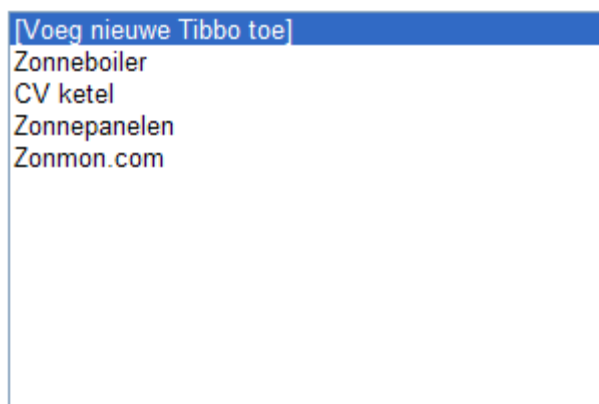 [Voeg nieuwe Tibbo toe]
Zonneboiler
CV ketel
Zonnepanelen
Zonmon.com